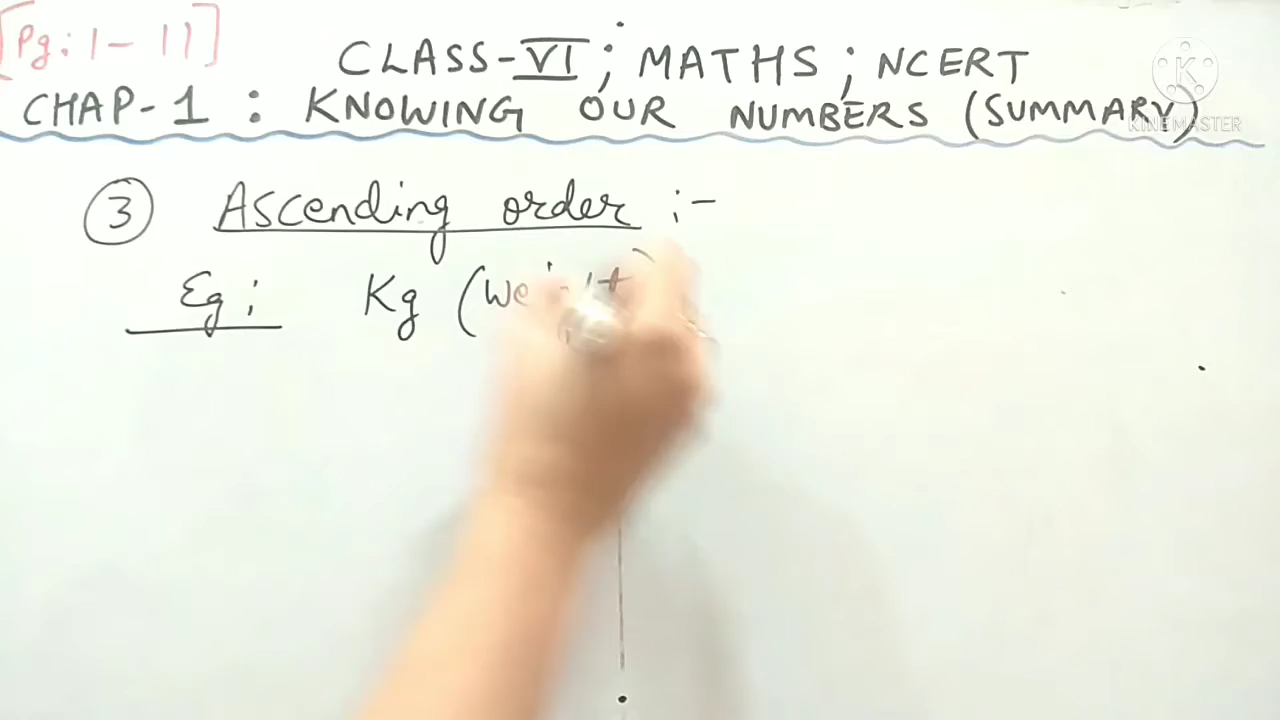 [Pg: 1 - 11]
CLASS-VI ; MATHS ; NCERT
CHAP-1 : KNOWING OUR NUMBERS (SUMMARY)
KINEMASTER
③ Ascending order :-
Eg : Kg